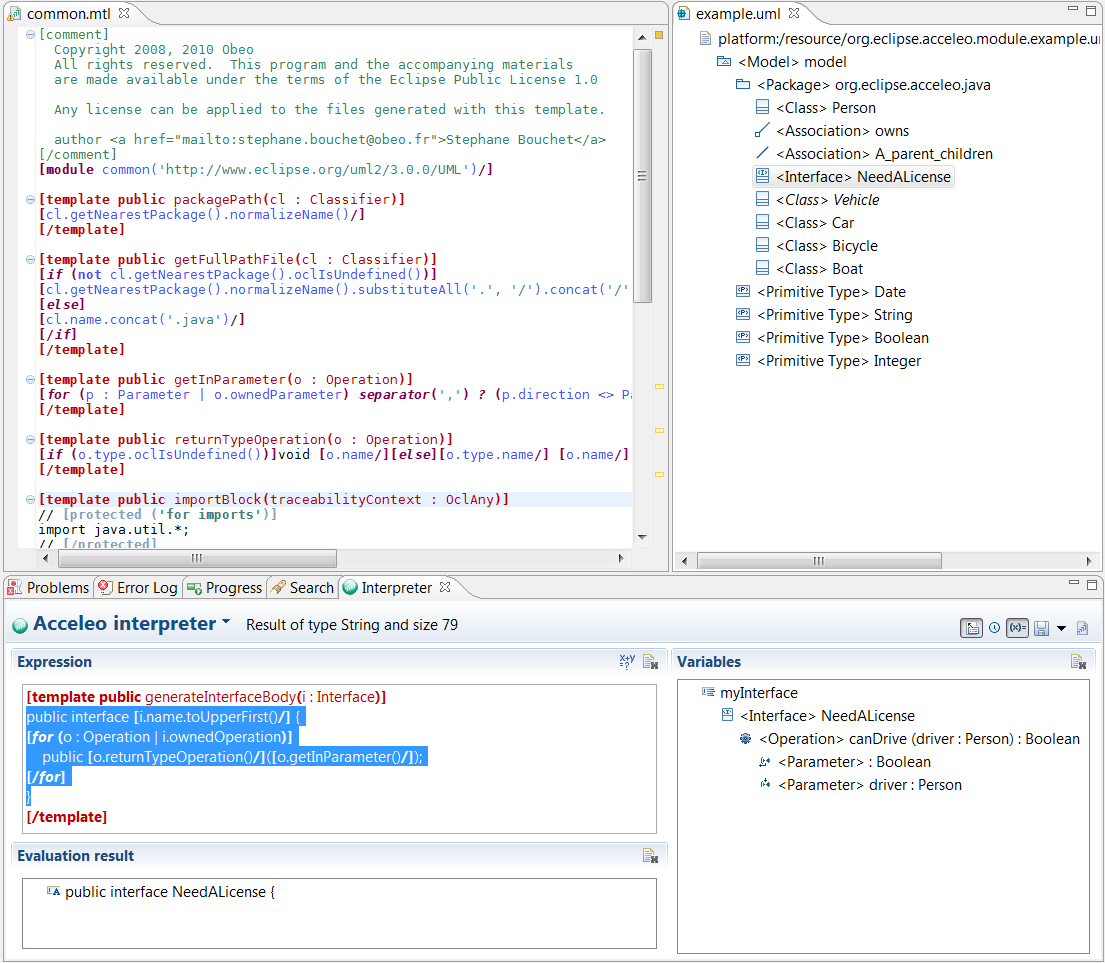 common.mtl
[comment]
  Copyright 2008, 2010 Obeo
  All rights reserved.  This program and the accompanying materials
  are made available under the terms of the Eclipse Public License 1.0
  Any license can be applied to the files generated with this template.
  author <a href="mailto:stephane.bouchet@obeo.fr">Stephane Bouchet</a>
[/comment]
[module common('http://www.eclipse.org/uml2/3.0.0/UML')/]
[template public packagePath(cl : Classifier)]
[cl.getNearestPackage().normalizeName()/]
[/template]
[template public getFullPathFile(cl : Classifier)]
[if (not cl.getNearestPackage().oclIsUndefined())]
[cl.getNearestPackage().normalizeName().substituteAll('.', '/').concat('/'
[else]
[cl.name.concat('.java')/]
[/if]
[/template]
[template public getInParameter(o : Operation)]
[for (p : Parameter | o.ownedParameter) separator(',') ? (p.direction <> Pa
[/template]
[template public returnTypeOperation(o : Operation)]
[if (o.type.oclIsUndefined())]void [o.name/][else][o.type.name/] [o.name/]
[/template]
[template public importBlock(traceabilityContext : OclAny)]
// [protected ('for imports')]
import java.util.*;
// [/protected]
example.uml
platform:/resource/org.eclipse.acceleo.module.example.u
<Model> model
<Package> org.eclipse.acceleo.java
<Class> Person
<Association> owns
<Association> A_parent_children
<Interface> NeedALicense
<Class> Vehicle
<Class> Car
<Class> Bicycle
<Class> Boat
<Primitive Type> Date
<Primitive Type> String
<Primitive Type> Boolean
<Primitive Type> Integer
Problems Error Log Progress Search Interpreter
Acceleo interpreter Result of type String and size 79
Expression
[template public generateInterfaceBody(i : Interface)]
public interface [i.name.toUpperFirst()/] {
[for (o : Operation | i.ownedOperation)]
    public [o.returnTypeOperation()/]([o.getInParameter()/]);
[/for]
}
[/template]
Evaluation result
public interface NeedALicense {
Variables
myInterface
<Interface> NeedALicense
<Operation> canDrive (driver : Person) : Boolean
<Parameter> : Boolean
<Parameter> driver : Person